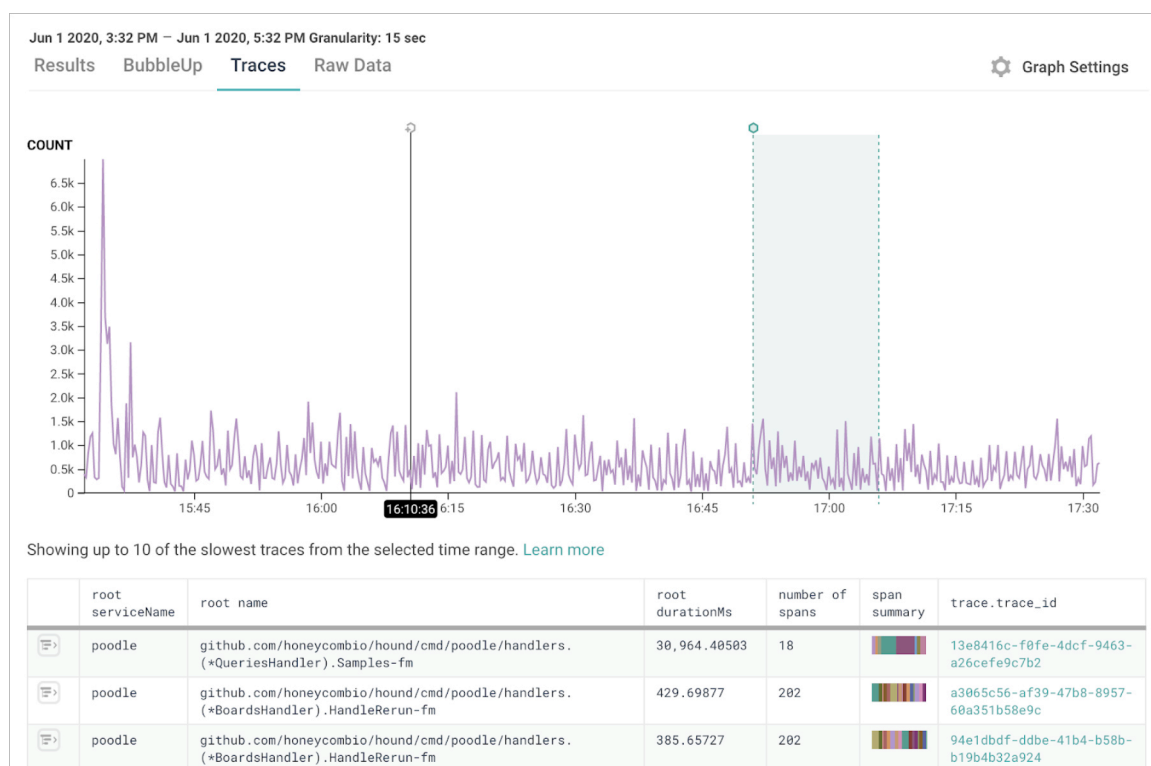 Jun 1 2020, 3:32 PM – Jun 1 2020, 5:32 PM Granularity: 15 sec
Results BubbleUp Traces Raw Data Graph Settings
COUNT
6.5k
6.0k
5.5k
5.0k
4.5k
4.0k
3.5k
3.0k
2.5k
2.0k
1.5k
1.0k
0.5k
0
15:45 16:00 16:10:36 6:15 16:30 16:45 17:00 17:15 17:30
Showing up to 10 of the slowest traces from the selected time range. Learn more
root serviceName root name root durationMs number of spans span summary trace.trace_id
poodle github.com/honeycombio/hound/cmd/poodle/handlers. 30,964.40503 18 13e8416c-f0fe-4dcf-9463-
(*QueriesHandler).Samples-fm a26cefe9c7b2
poodle github.com/honeycombio/hound/cmd/poodle/handlers. 429.69877 202 a3065c56-af39-47b8-8957-
(*BoardsHandler).HandleRerun-fm 60a351b58e9c
poodle github.com/honeycombio/hound/cmd/poodle/handlers. 385.65727 202 94e1dbdf-ddbe-41b4-b58b-
(*BoardsHandler).HandleRerun-fm b19b4b32a924